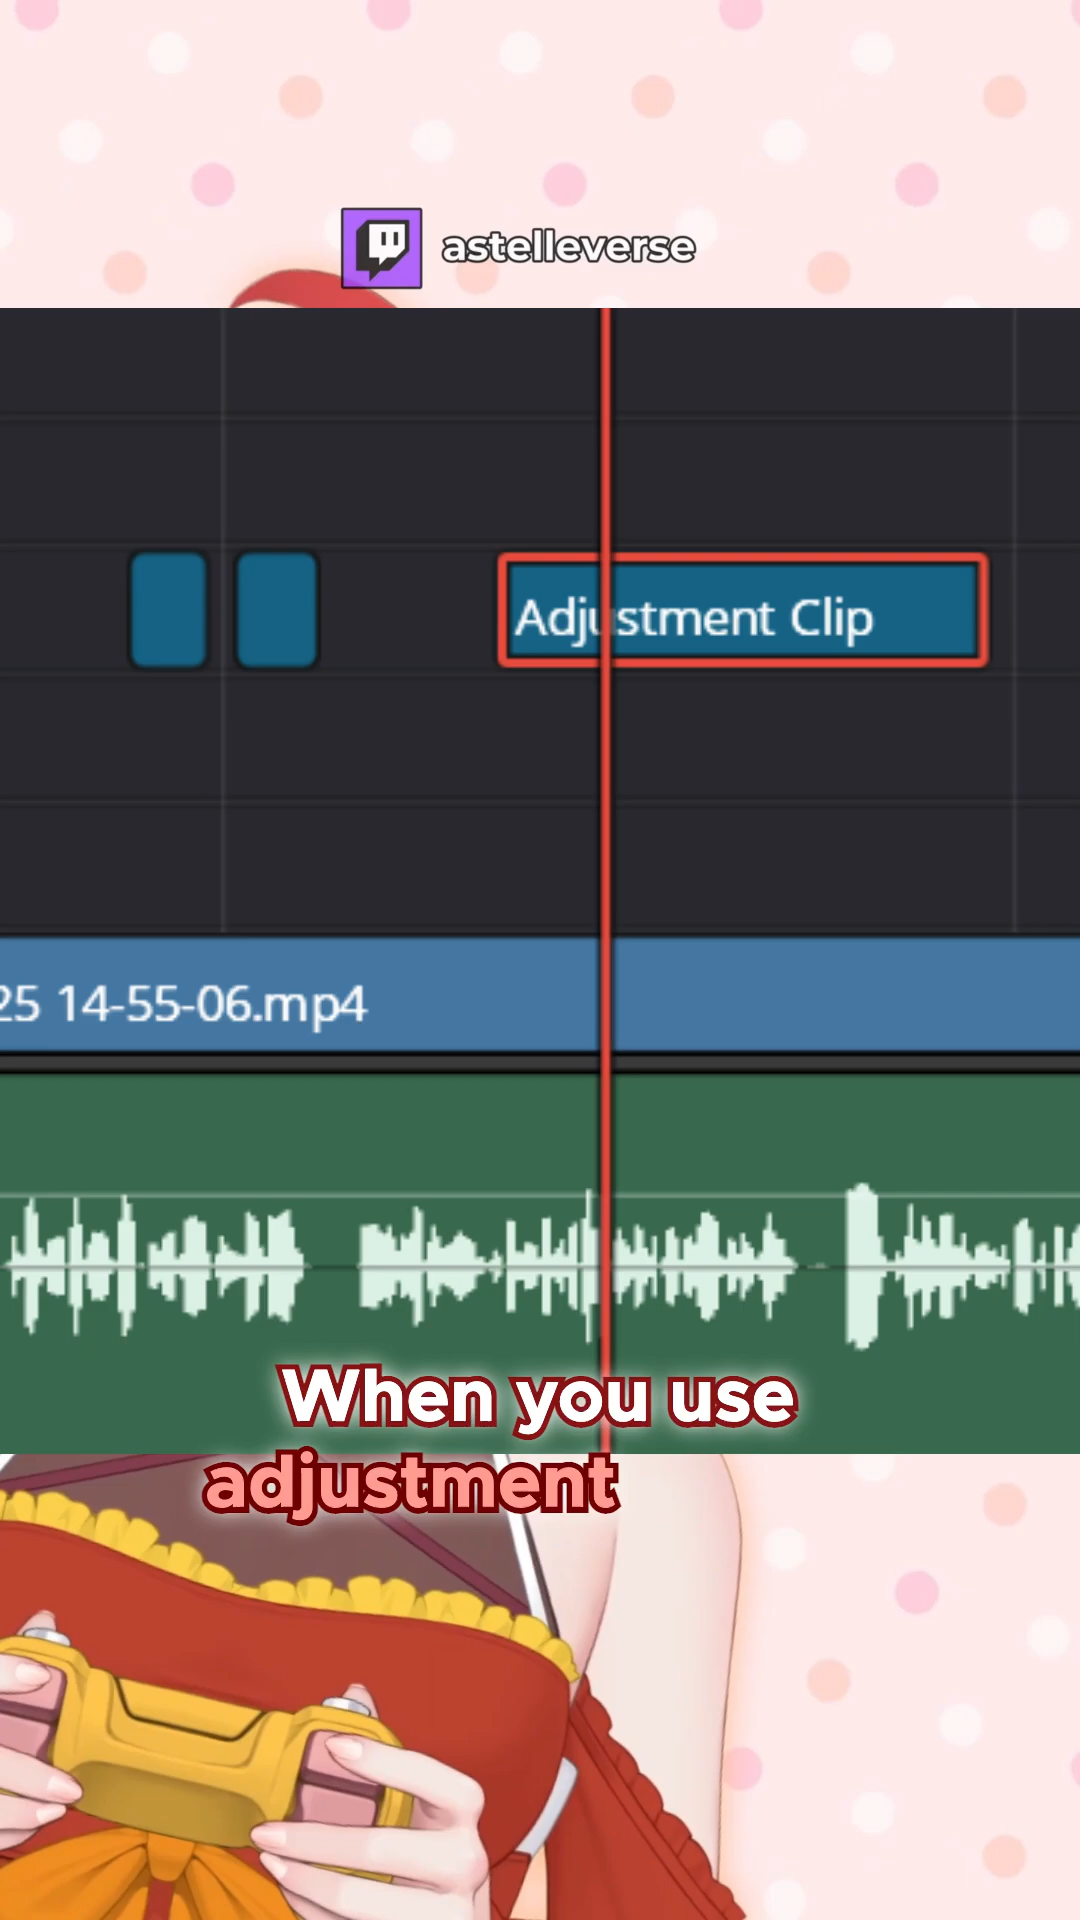 astelleverse
Adjustment Clip
25 14-55-06.mp4
When you use
adjustment